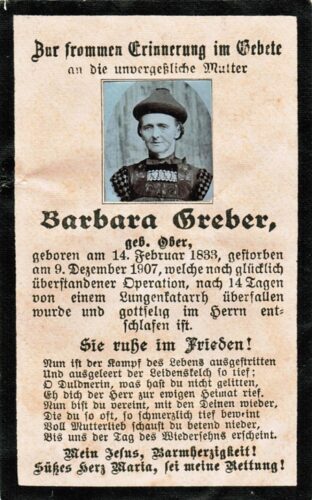 Zur frommen Erinnerung im Gebete
an die unvergeßliche Mutter
Barbara Greber,
geb. Ober,
geboren am 14. Februar 1833, gestorben
am 9. Dezember 1907, welche nach glücklich
überstandener Operation, nach 14 Tagen
von einem Lungenkatarrh überfallen
wurde und gottselig im Herrn ent-
schlafen ist.
Sie ruhe im Frieden!
Nun ist der Kampf des Lebens ausgestritten
Und ausgeleert der Leidenskelch so tief;
O Duldnerin, was hast du nicht gelitten,
Eh dich der Herr zur ewigen Heimat rief.
Nun bist du vereint, mit den Deinen wieder,
Die du so oft, so schmerzlich tief beweint
Voll Mutterlieb schaust du betend nieder,
Bis uns der Tag des Wiedersehns erscheint.
Mein Jesus, Barmherzigkeit!
Süßes Herz Maria, sei meine Rettung!